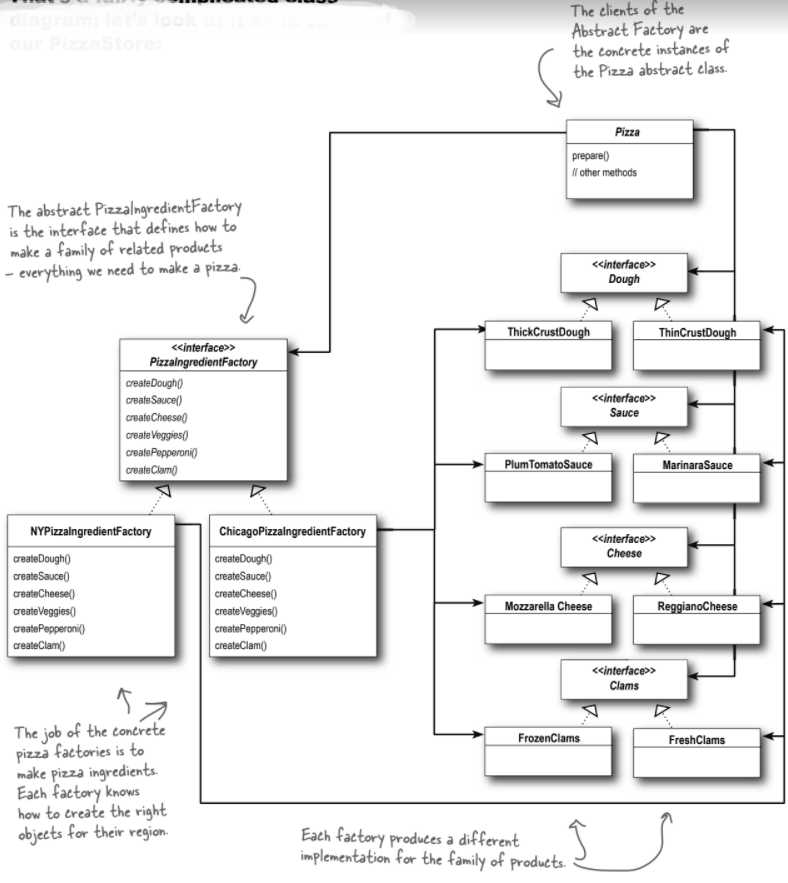 That's a fairly complicated class
diagram; let's look at it all in terms of
our PizzaStore:
The clients of the
Abstract Factory are
the concrete instances of
the Pizza abstract class.
Pizza
prepare()
// other methods
The abstract PizzaIngredientFactory
is the interface that defines how to
make a family of related products
– everything we need to make a pizza.
<<interface>>
Dough
ThickCrustDough
ThinCrustDough
<<interface>>
PizzaIngredientFactory
createDough()
createSauce()
createCheese()
createVeggies()
createPepperoni()
createClam()
<<interface>>
Sauce
PlumTomatoSauce
MarinaraSauce
NYPizzaIngredientFactory
createDough()
createSauce()
createCheese()
createVeggies()
createPepperoni()
createClam()
ChicagoPizzaIngredientFactory
createDough()
createSauce()
createCheese()
createVeggies()
createPepperoni()
createClam()
<<interface>>
Cheese
Mozzarella Cheese
ReggianoCheese
<<interface>>
Clams
FrozenClams
FreshClams
The job of the concrete
pizza factories is to
make pizza ingredients.
Each factory knows
how to create the right
objects for their region.
Each factory produces a different
implementation for the family of products.